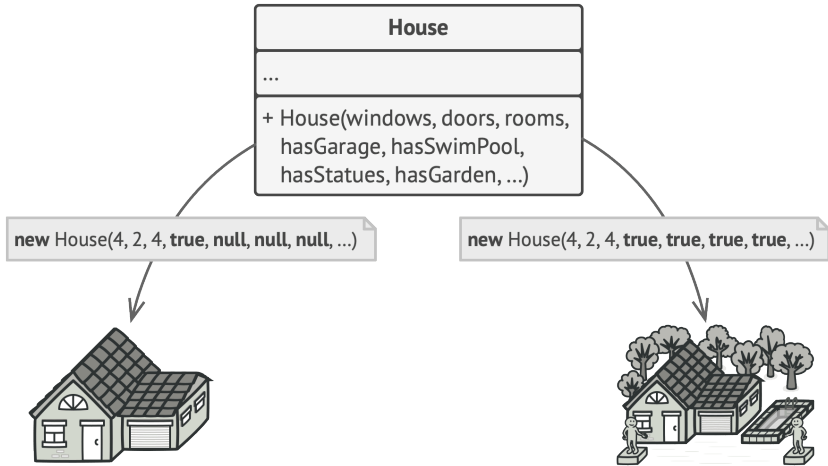 House
...
+ House(windows, doors, rooms,
hasGarage, hasSwimPool,
hasStatues, hasGarden, ...)
new House(4, 2, 4, true, null, null, null, ...)
new House(4, 2, 4, true, true, true, true, ...)